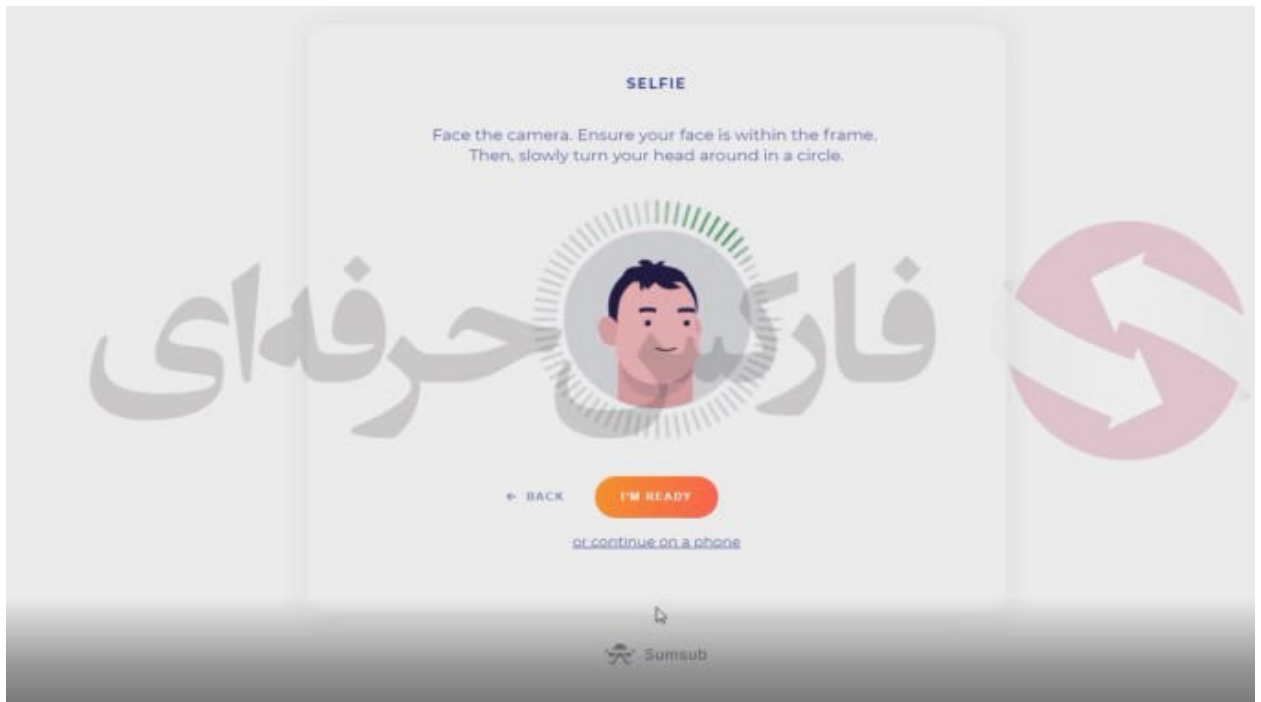 SELFIE
Face the camera. Ensure your face is within the frame.
Then, slowly turn your head around in a circle.
فارکس حرفه‌ای
← BACK
I'M READY
or continue on a phone
Sumsub